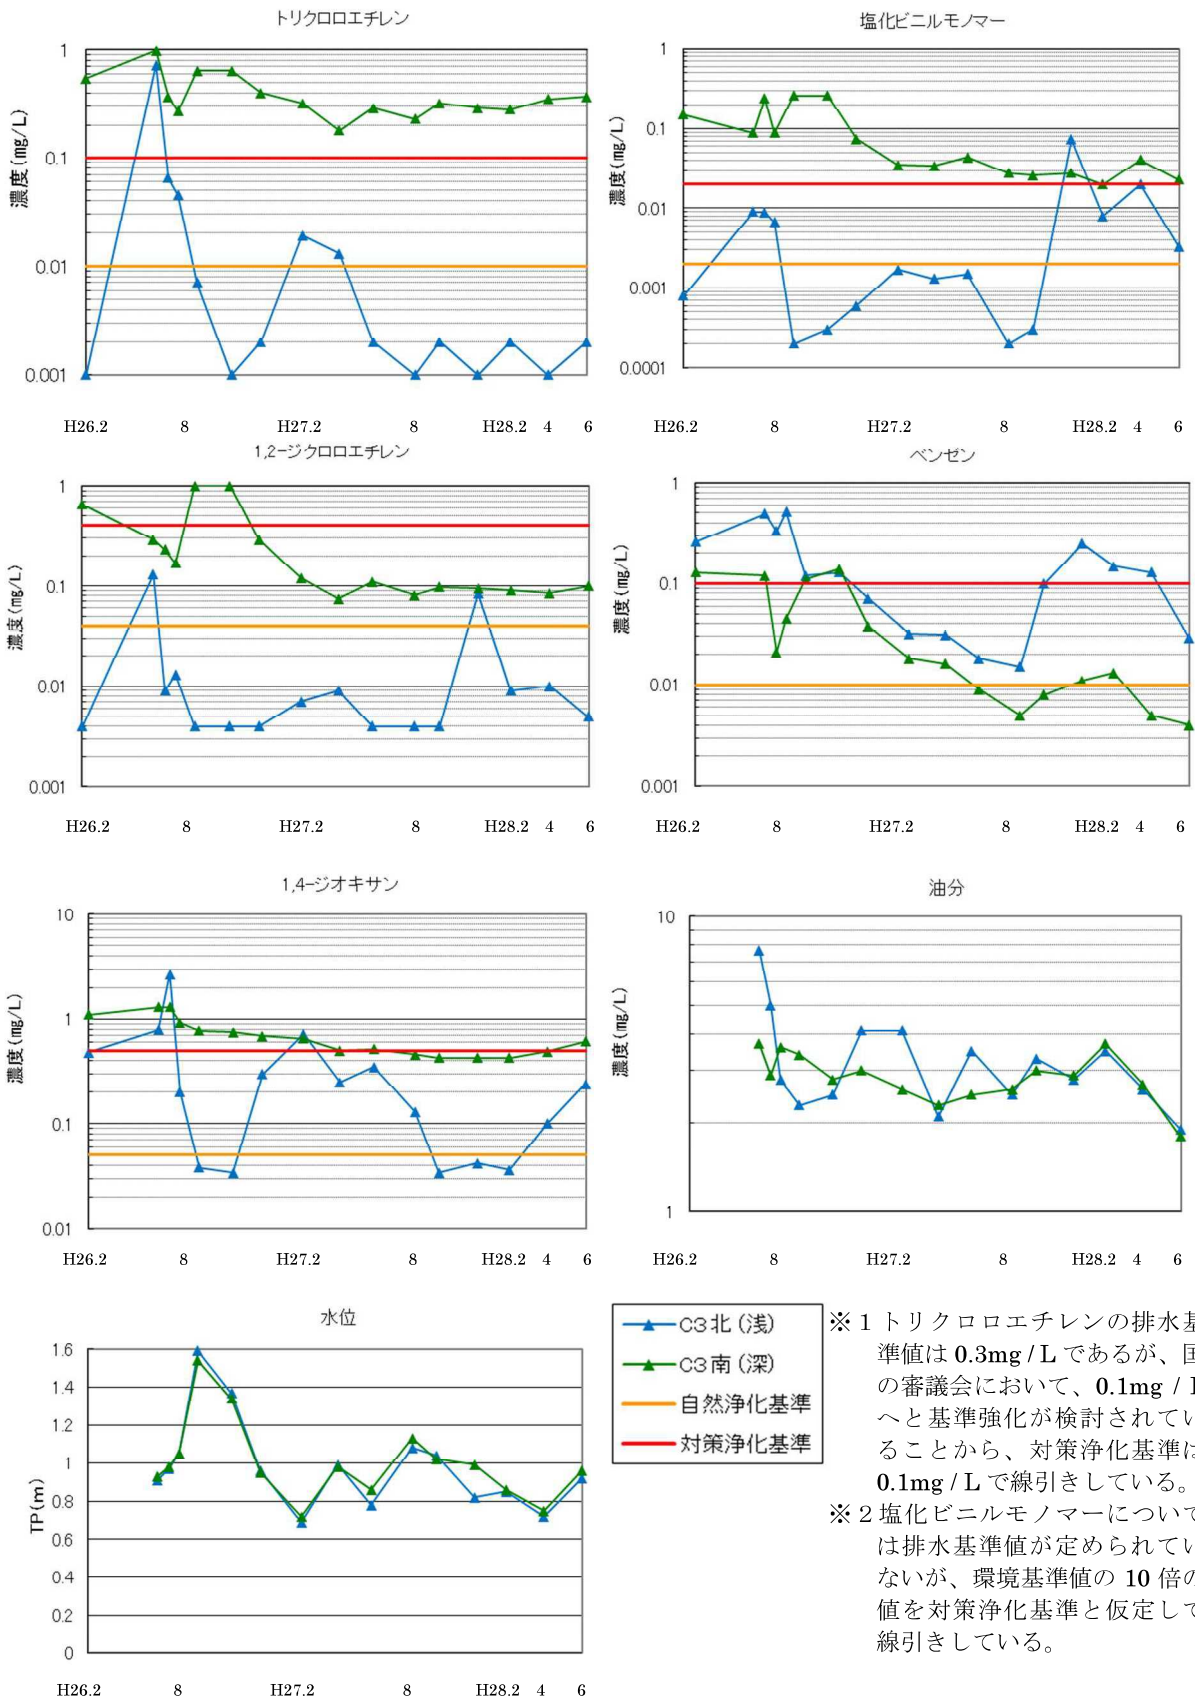 トリクロロエチレン
濃度(mg/L)
1
0.1
0.01
0.001
H26.2 8 H27.2 8 H28.2 4 6
塩化ビニルモノマー
濃度(mg/L)
1
0.1
0.01
0.001
0.0001
H26.2 8 H27.2 8 H28.2 4 6
1,2-ジクロロエチレン
濃度(mg/L)
1
0.1
0.01
0.001
H26.2 8 H27.2 8 H28.2 4 6
ベンゼン
濃度(mg/L)
1
0.1
0.01
0.001
H26.2 8 H27.2 8 H28.2 4 6
1,4-ジオキサン
濃度(mg/L)
10
1
0.1
0.01
H26.2 8 H27.2 8 H28.2 4 6
油分
濃度(mg/L)
10
1
H26.2 8 H27.2 8 H28.2 4 6
水位
TP(m)
1.6
1.4
1.2
1
0.8
0.6
0.4
0.2
0
H26.2 8 H27.2 8 H28.2 4 6
C3北(浅)
C3南(深)
自然浄化基準
対策浄化基準
※1トリクロロエチレンの排水基
準値は 0.3mg / L であるが、国
の審議会において、0.1mg / L
へと基準強化が検討されてい
ることから、対策浄化基準は
0.1mg / L で線引きしている。
※2塩化ビニルモノマーについて
は排水基準値が定められてい
ないが、環境基準値の 10 倍の
値を対策浄化基準と仮定して
線引きしている。